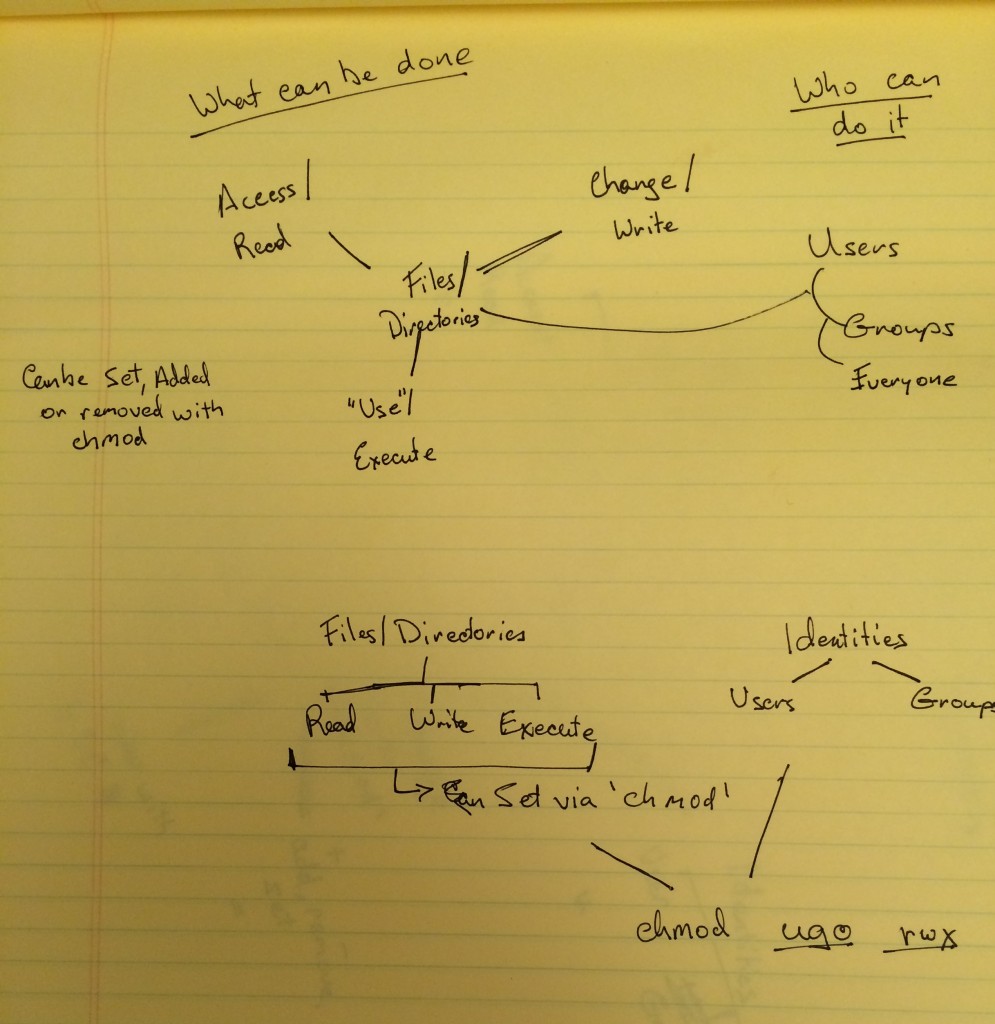 What can be done
Who can
do it
Access/
Read
Change/
Write
Files/
Directories
Users
Groups
Everyone
Can be Set, Added
or removed with
chmod
"Use"/
Execute
Files/Directories
Read Write Execute
Can Set via 'chmod'
Identities
Users Groups
chmod ugo rwx